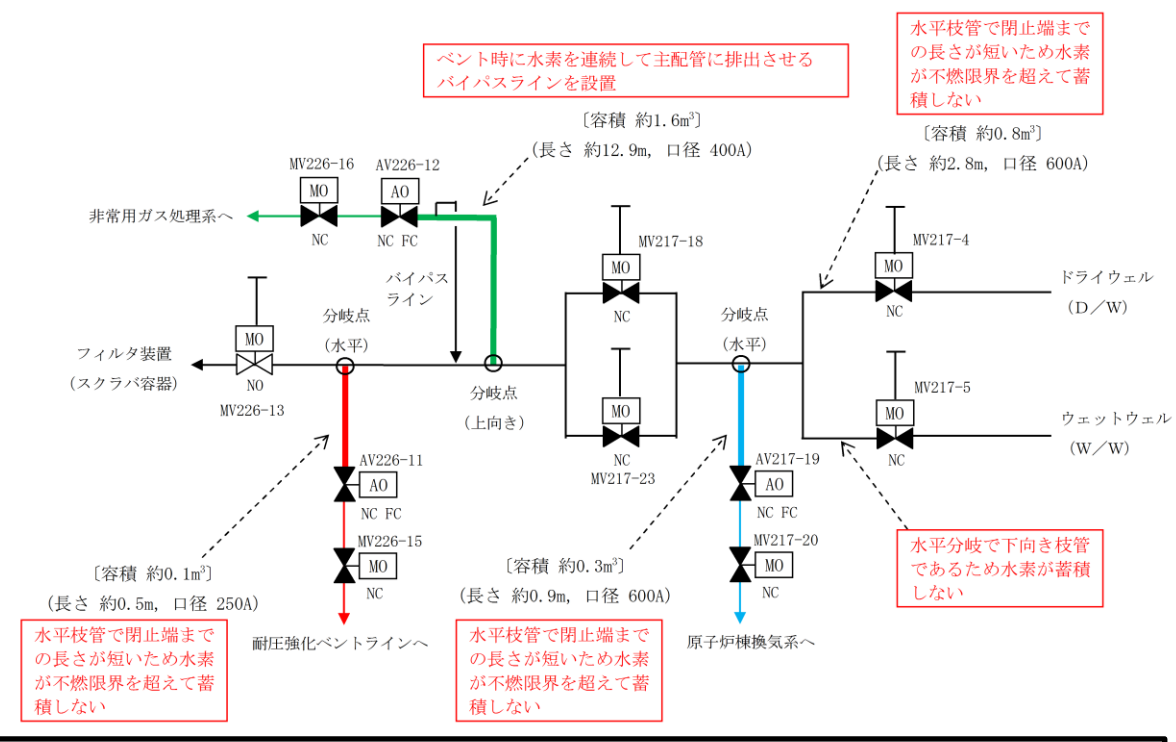 ベント時に水素を連続して主配管に排出させる
バイパスラインを設置
水平枝管で閉止端まで
の長さが短いため水素
が不燃限界を超えて蓄
積しない
〔容積 約1.6m³〕
(長さ 約12.9m, 口径 400A)
〔容積 約0.8m³〕
(長さ 約2.8m, 口径 600A)
MV226-16
MO
NC
AV226-12
AO
NC FC
非常用ガス処理系へ
バイパス
ライン
MV217-18
MO
NC
MV217-4
MO
NC
ドライウェル
(D/W)
分岐点
(水平)
分岐点
(水平)
フィルタ装置
(スクラバ容器)
MO
NO
MV226-13
分岐点
(上向き)
MO
NC
MV217-23
MV217-5
MO
NC
ウェットウェル
(W/W)
AV226-11
AO
NC FC
MV226-15
MO
NC
耐圧強化ベントラインへ
AV217-19
AO
NC FC
MV217-20
MO
NC
原子炉棟換気系へ
〔容積 約0.1m³〕
(長さ 約0.5m, 口径 250A)
水平枝管で閉止端まで
の長さが短いため水素
が不燃限界を超えて蓄
積しない
〔容積 約0.3m³〕
(長さ 約0.9m, 口径 600A)
水平枝管で閉止端まで
の長さが短いため水素
が不燃限界を超えて蓄
積しない
水平分岐で下向き枝管
であるため水素が蓄積
しない